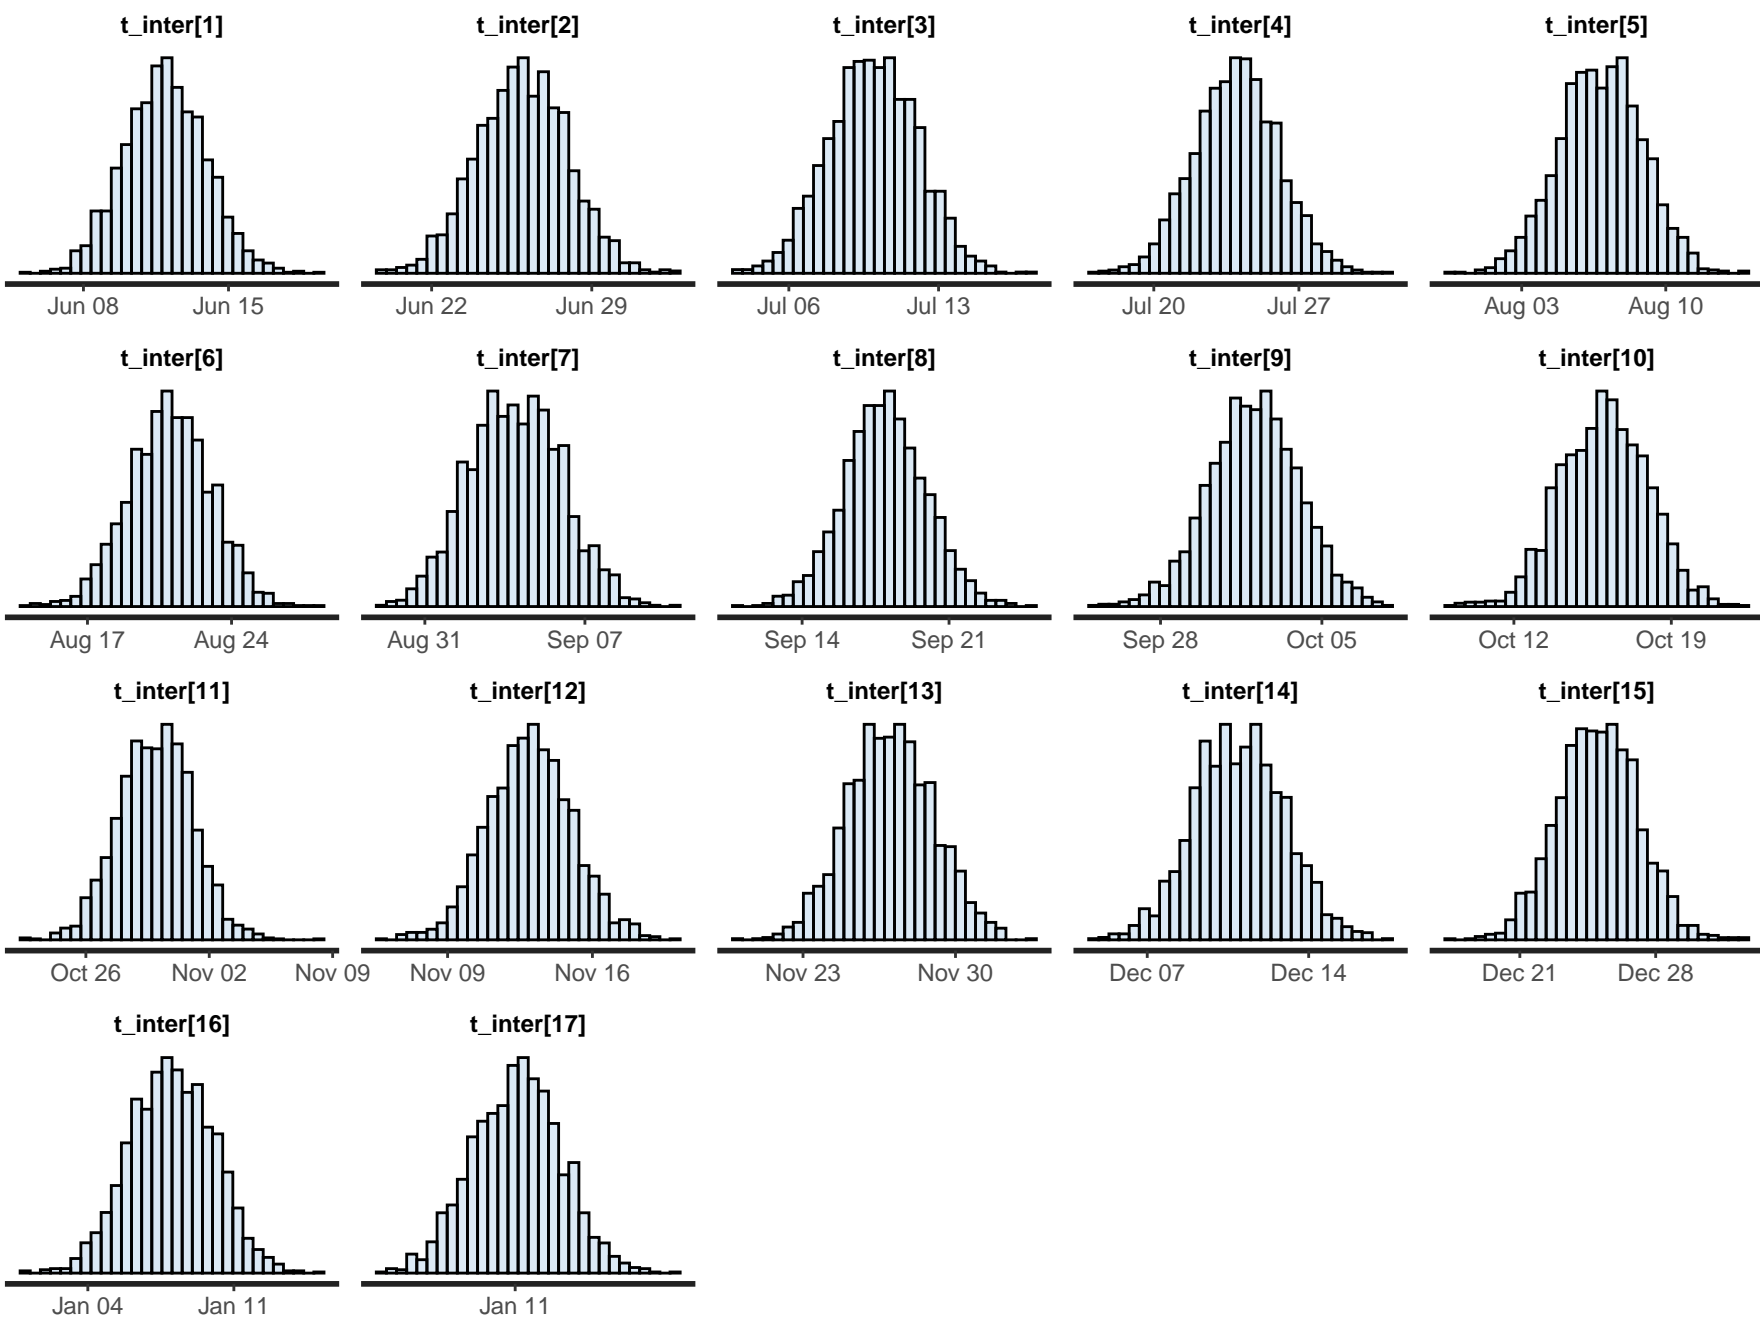 t_inter[1] t_inter[2] t_inter[3] t_inter[4] t_inter[5]
Jun 08 Jun 15 Jun 22 Jun 29 Jul 06 Jul 13 Jul 20 Jul 27 Aug 03 Aug 10
t_inter[6] t_inter[7] t_inter[8] t_inter[9] t_inter[10]
Aug 17 Aug 24 Aug 31 Sep 07 Sep 14 Sep 21 Sep 28 Oct 05 Oct 12 Oct 19
t_inter[11] t_inter[12] t_inter[13] t_inter[14] t_inter[15]
Oct 26 Nov 02 Nov 09 Nov 09 Nov 16 Nov 23 Nov 30 Dec 07 Dec 14 Dec 21 Dec 28
t_inter[16] t_inter[17]
Jan 04 Jan 11 Jan 11